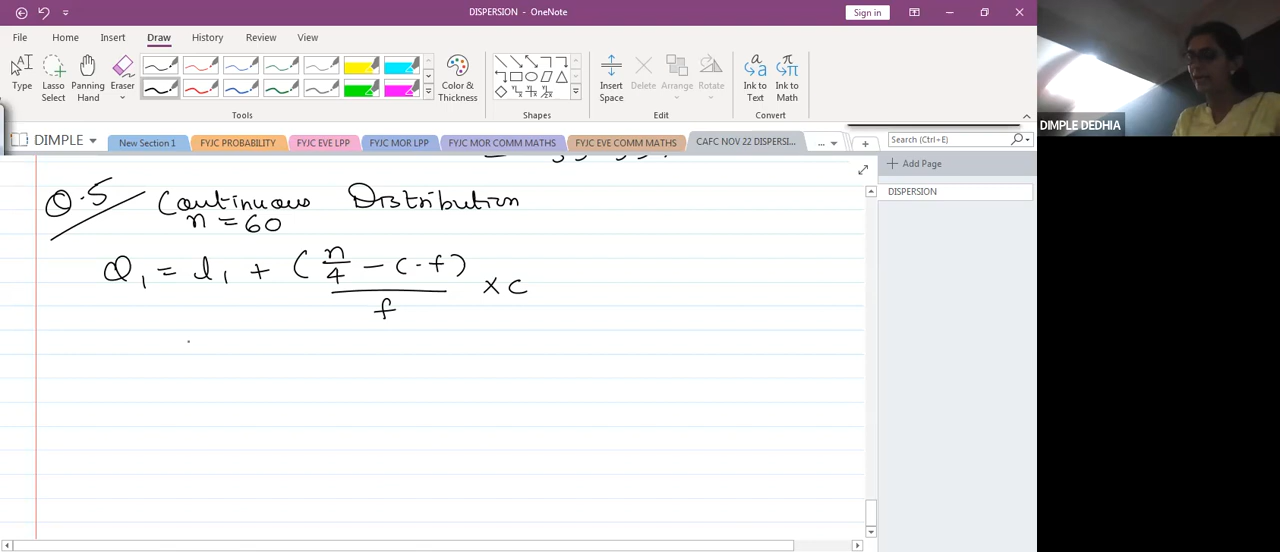 DISPERSION - OneNote
Sign in
File Home Insert Draw History Review View
Type
Lasso Select
Panning Hand
Eraser
Color & Thickness
Insert Space
Delete
Arrange
Rotate
Ink to Text
Ink to Math
Tools
Shapes
Edit
Convert
DIMPLE DEDHIA
DIMPLE
New Section 1
FYJC PROBABILITY
FYJC EVE LPP
FYJC MOR LPP
FYJC MOR COMM MATHS
FYJC EVE COMM MATHS
CAFC NOV 22 DISPERSI...
Search (Ctrl+E)
Add Page
DISPERSION
Q.5 Continuous Distribution
n = 60
Q₁ = l₁ + (n/4 - c.f) / f × c